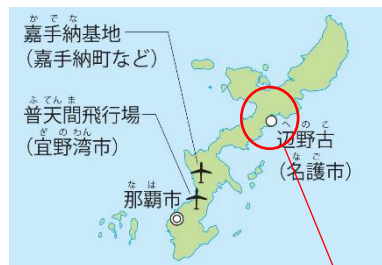 かでな
嘉手納基地
(嘉手納町など)
ふてんま
普天間飛行場
ぎのわん
(宜野湾市)
なは
那覇市
へのこ
辺野古
なご
(名護市)